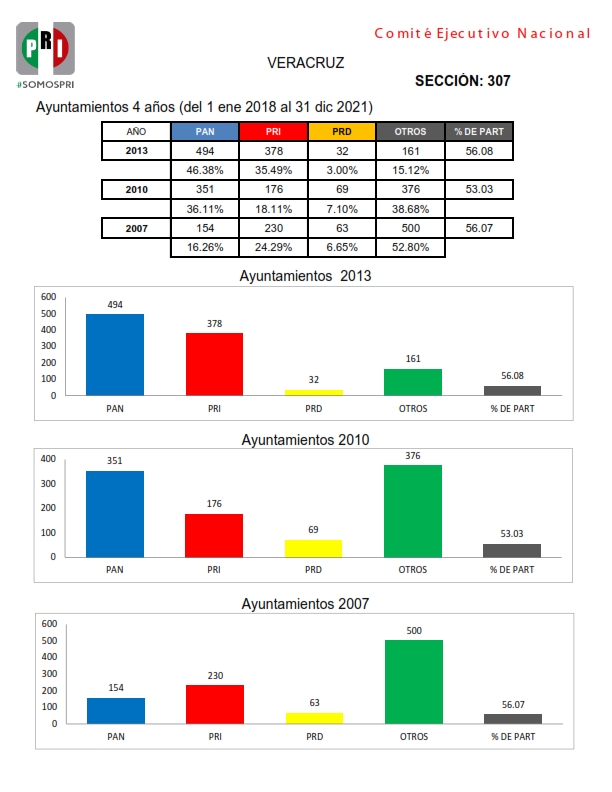 Comité Ejecutivo Nacional
PRI
#SOMOSPRI
VERACRUZ
SECCIÓN: 307
Ayuntamientos 4 años (del 1 ene 2018 al 31 dic 2021)
AÑO PAN PRI PRD OTROS % DE PART
2013 494 378 32 161 56.08
46.38% 35.49% 3.00% 15.12%
2010 351 176 69 376 53.03
36.11% 18.11% 7.10% 38.68%
2007 154 230 63 500 56.07
16.26% 24.29% 6.65% 52.80%
Ayuntamientos 2013
600
500
400
300
200
100
0
494
378
32
161
56.08
PAN PRI PRD OTROS % DE PART
Ayuntamientos 2010
400
300
200
100
0
351
176
69
376
53.03
PAN PRI PRD OTROS % DE PART
Ayuntamientos 2007
600
500
400
300
200
100
0
154
230
63
500
56.07
PAN PRI PRD OTROS % DE PART